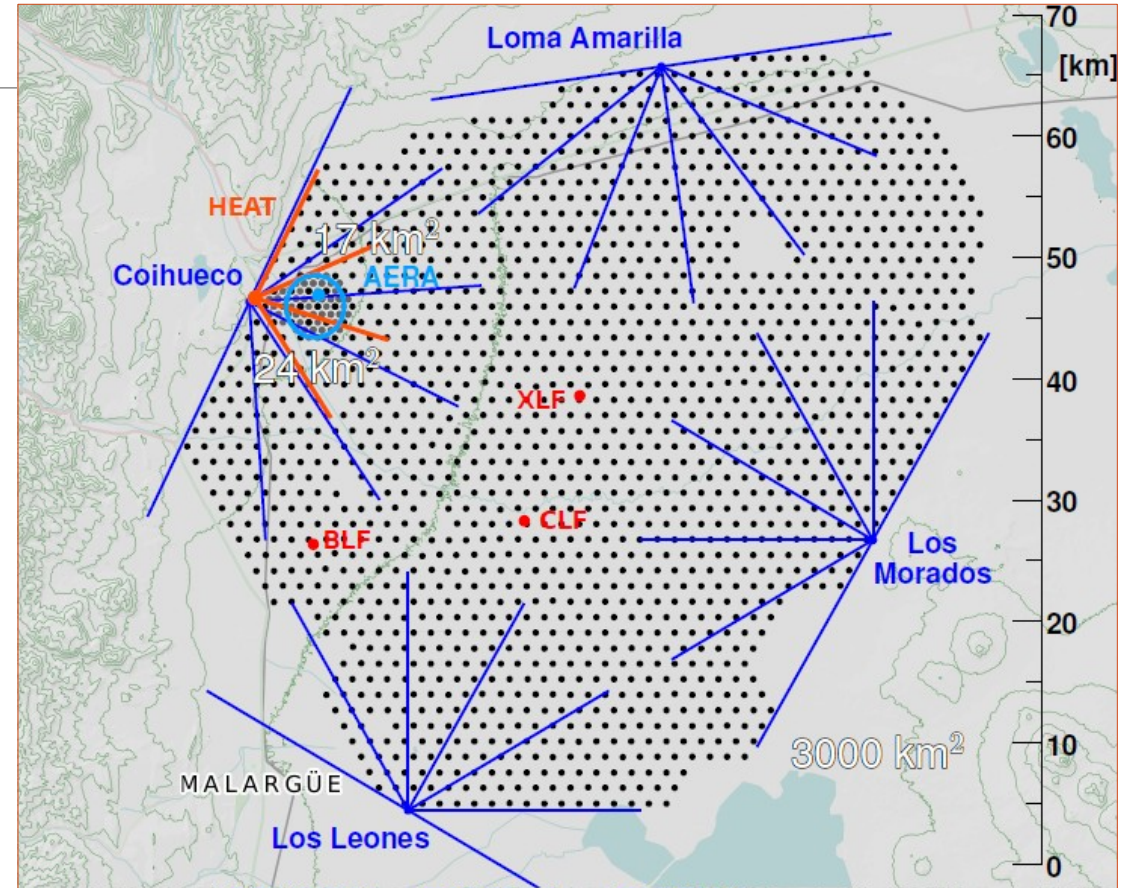 70
Loma Amarilla
[km]
60
HEAT
17 km²
50
Coihueco
AERA
24 km²
40
XLF
30
CLF
BLF
Los
Morados
20
10
3000 km²
MALARGÜE
Los Leones
0